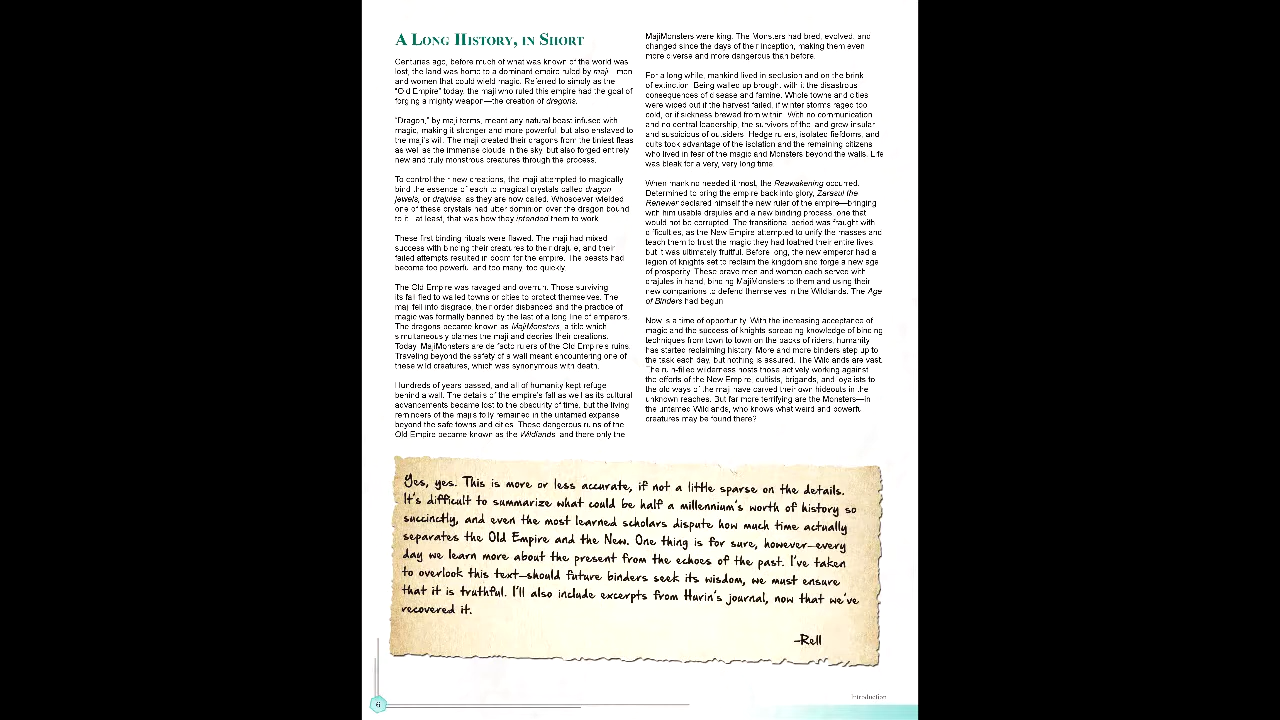 A LONG HISTORY, IN SHORT
Centuries ago, before much of what was known of the world was
lost, the land was home to a dominant empire ruled by maji—men
and women that could wield magic. Referred to simply as the
"Old Empire" today, the maji who ruled this empire had the goal of
forging a mighty weapon—the creation of dragons.
"Dragon," by maji terms, meant any natural beast infused with
magic, making it stronger and more powerful, but also enslaved to
the maji's will. The maji created their dragons from the tiniest fleas
as well as the immense clouds in the sky, but also forged entirely
new and truly monstrous creatures through the process.
To control their new creations, the maji attempted to magically
bind the essence of each to magical crystals called dragon
jewels, or drajules, as they are now called. Whosoever wielded
one of these crystals had utter dominion over the dragon bound
to it—at least, that was how they intended them to work.
These first binding rituals were flawed. The maji had mixed
success with binding their creatures to their drajule, and their
failed attempts resulted in doom for the empire. The beasts had
become too powerful and too many, too quickly.
The Old Empire was ravaged and overrun. Those surviving
its fall fled to walled towns or cities to protect themselves. The
maji fell into disgrace, their order disbanded and the practice of
magic was formally banned by the last of a long line of emperors.
The dragons became known as MajiMonsters, a title which
simultaneously blames the maji and decries their creations.
Today, MajiMonsters are de facto rulers of the Old Empire's ruins.
Traveling beyond the safety of a wall meant encountering one of
these wild creatures, which was synonymous with death.
Hundreds of years passed, and all of humanity kept refuge
behind a wall. The details of the empire's fall as well as its cultural
advancements became lost to the obscurity of time, but the living
reminders of the maji's folly remained in the untamed expanse
beyond the safe towns and cities. These dangerous ruins of the
Old Empire became known as the Wildlands, and there only the
MajiMonsters were king. The Monsters had bred, evolved, and
changed since the days of their inception, making them even
more diverse and more dangerous than before.
For a long while, mankind lived in seclusion and on the brink
of extinction. Being walled up brought with it the disastrous
consequences of disease and famine. Whole towns and cities
were wiped out if the harvest failed, if winter storms raged too
cold, or if sickness brewed from within. With no communication
and no central leadership, the survivors of the land grew insular
and suspicious of outsiders. Hedge rulers, isolated fiefdoms, and
cults took advantage of the isolation and the remaining citizens
who lived in fear of the magic and Monsters beyond the walls. Life
was bleak for a very, very long time.
When mankind needed it most, the Reawakening occurred.
Determined to bring the empire back into glory, Zarasul the
Renewer declared himself the new ruler of the empire—bringing
with him usable drajules and a new binding process, one that
would not be corrupted. The transitional period was fraught with
difficulties, as the New Empire attempted to unify the masses and
teach them to trust the magic they had loathed their entire lives,
but it was ultimately fruitful. Before long, the new emperor had a
legion of knights set to reclaim the kingdom and forge a new age
of prosperity. These brave men and women each served with
drajules in hand, binding MajiMonsters to them and using their
new companions to defend themselves in the Wildlands. The Age
of Binders had begun.
Now is a time of opportunity. With the increasing acceptance of
magic and the success of knights spreading knowledge of binding
techniques from town to town on the backs of riders, humanity
has started reclaiming history. More and more binders step up to
the task each day, but nothing is assured. The Wildlands are vast.
The ruin-filled wilderness hosts those actively working against
the efforts of the New Empire; cultists, brigands, and loyalists to
the old ways of the maji have carved their own hideouts in the
unknown reaches. But far more terrifying are the Monsters—in
the untamed Wildlands, who knows what weird and powerful
creatures may be found there?
Yes, yes. This is more or less accurate, if not a little sparse on the details.
It's difficult to summarize what could be half a millennium's worth of history so
succinctly, and even the most learned scholars dispute how much time actually
separates the Old Empire and the New. One thing is for sure, however—every
day we learn more about the present from the echoes of the past. I've taken
to overlook this text—should future binders seek its wisdom, we must ensure
that it is truthful. I'll also include excerpts from Hurin's journal, now that we've
recovered it.
-Rell
6
Introduction